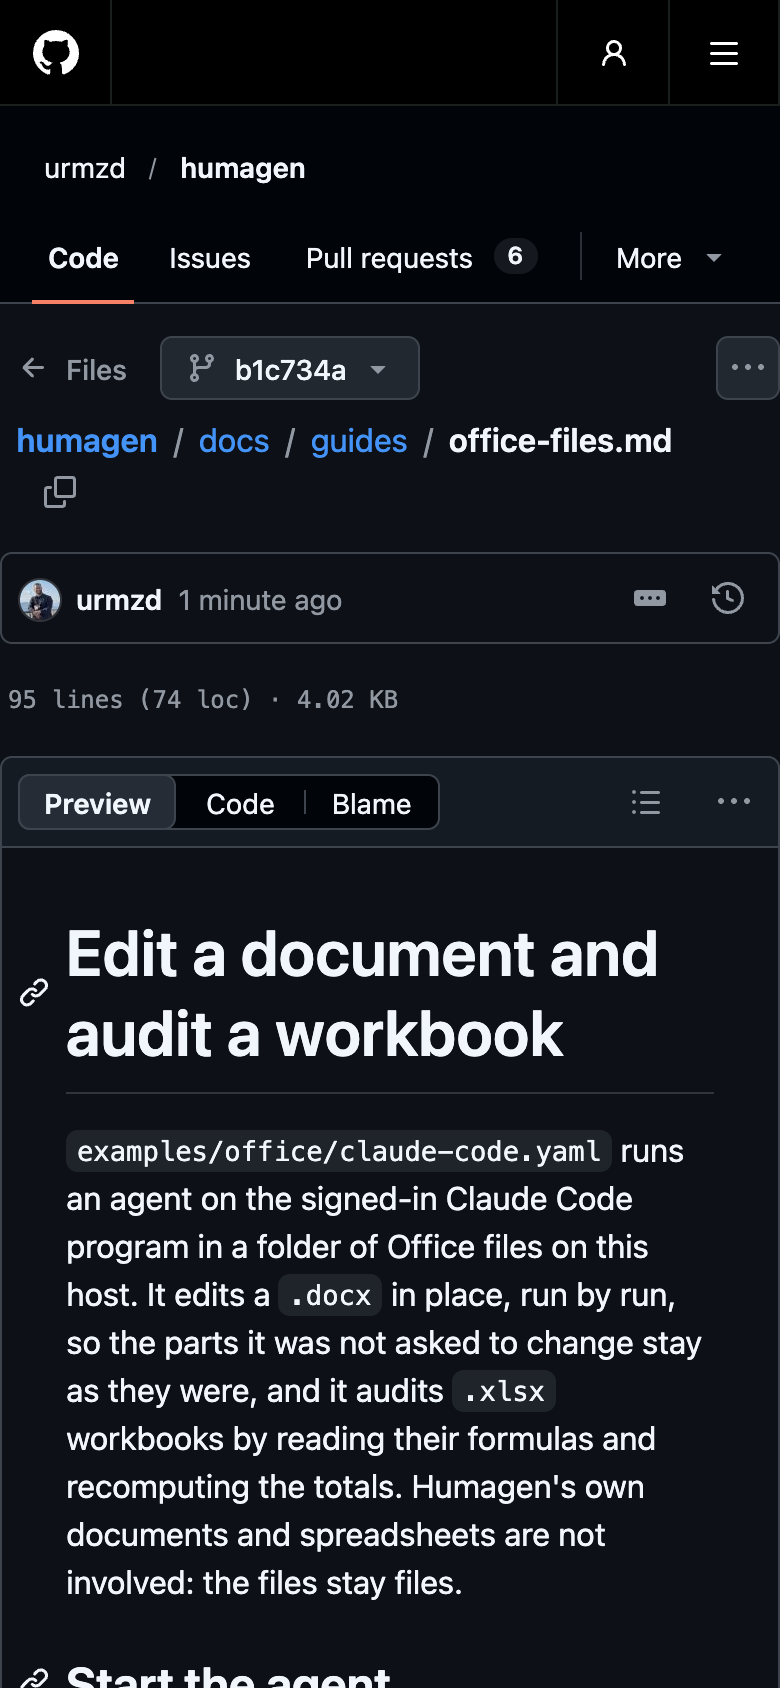 urmzd / humagen
Code Issues Pull requests 6 More
Files b1c734a
humagen / docs / guides / office-files.md
urmzd 1 minute ago
95 lines (74 loc) · 4.02 KB
Preview Code Blame
Edit a document and
audit a workbook
examples/office/claude-code.yaml runs
an agent on the signed-in Claude Code
program in a folder of Office files on this
host. It edits a .docx in place, run by run,
so the parts it was not asked to change stay
as they were, and it audits .xlsx
workbooks by reading their formulas and
recomputing the totals. Humagen's own
documents and spreadsheets are not
involved: the files stay files.
Start the agent